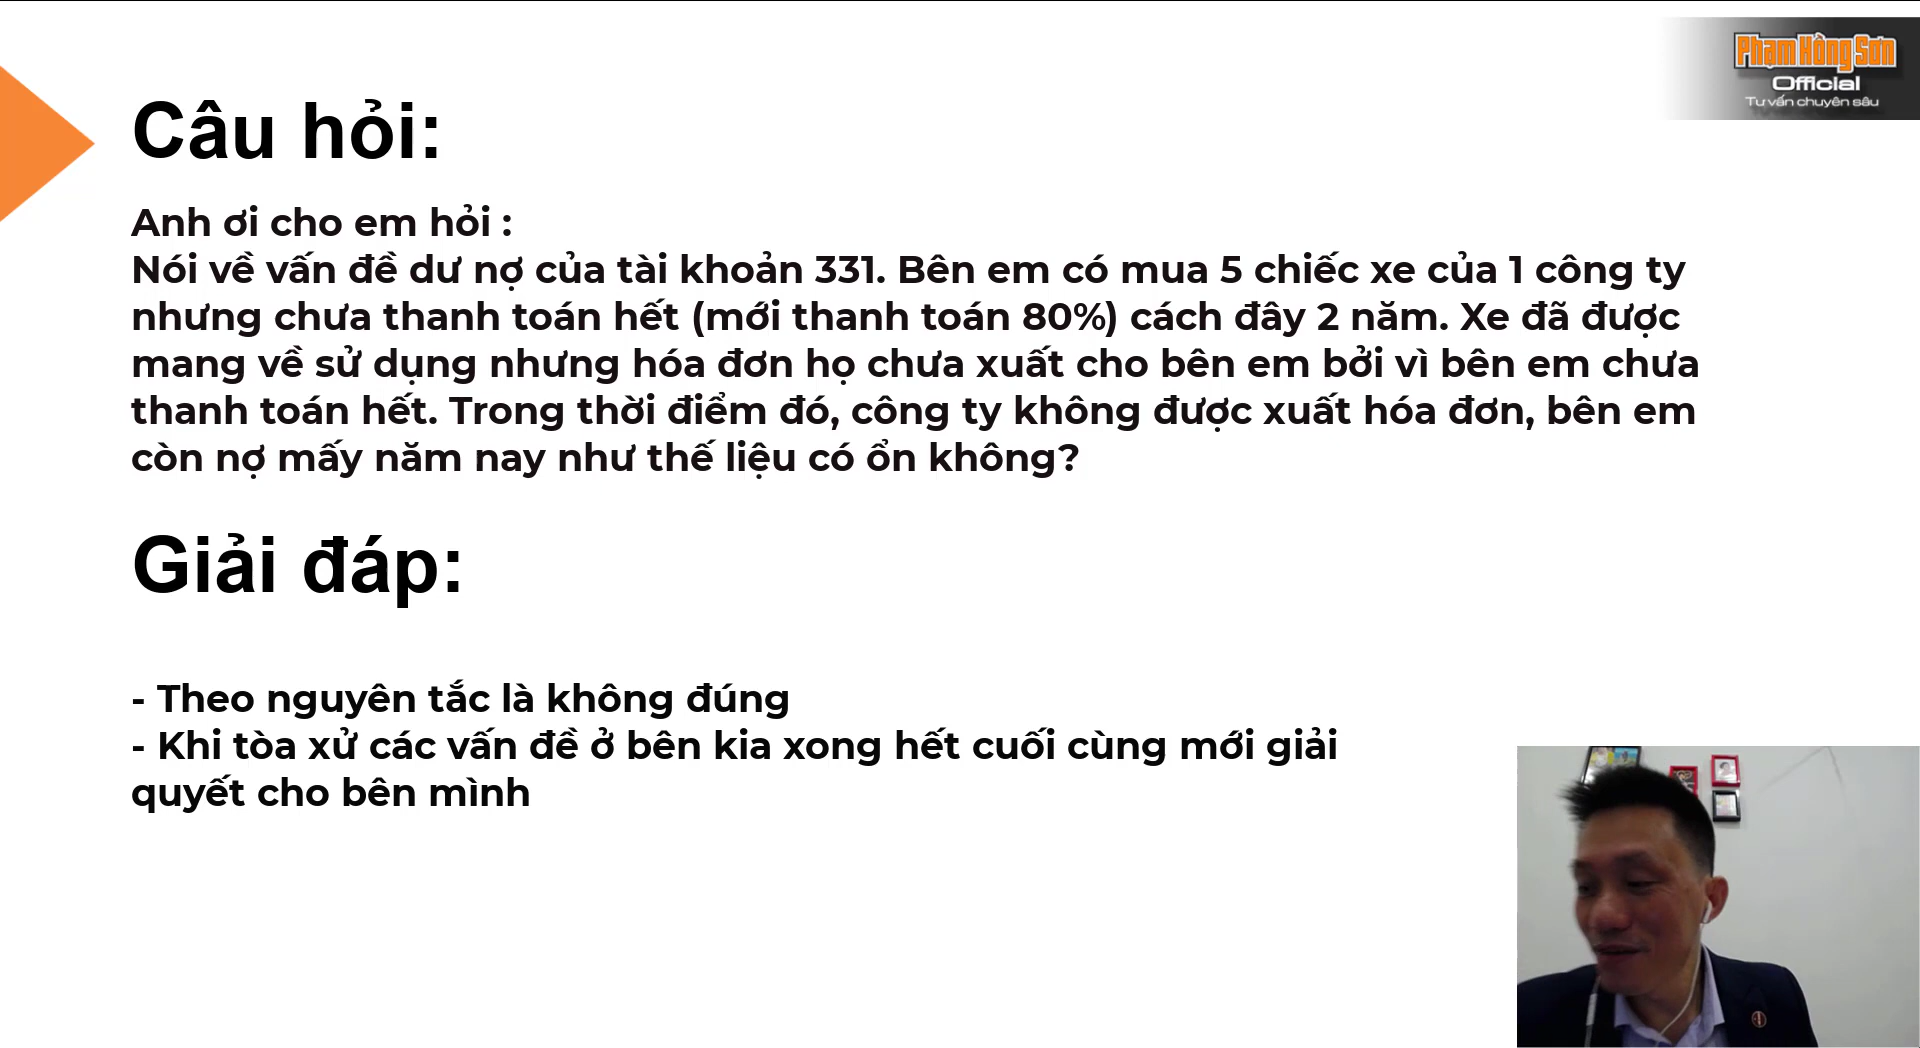 Phạm Hồng Sơn
Official
Tư vấn chuyên sâu
Câu hỏi:
Anh ơi cho em hỏi :
Nói về vấn đề dư nợ của tài khoản 331. Bên em có mua 5 chiếc xe của 1 công ty
nhưng chưa thanh toán hết (mới thanh toán 80%) cách đây 2 năm. Xe đã được
mang về sử dụng nhưng hóa đơn họ chưa xuất cho bên em bởi vì bên em chưa
thanh toán hết. Trong thời điểm đó, công ty không được xuất hóa đơn, bên em
còn nợ mấy năm nay như thế liệu có ổn không?
Giải đáp:
- Theo nguyên tắc là không đúng
- Khi tòa xử các vấn đề ở bên kia xong hết cuối cùng mới giải
quyết cho bên mình